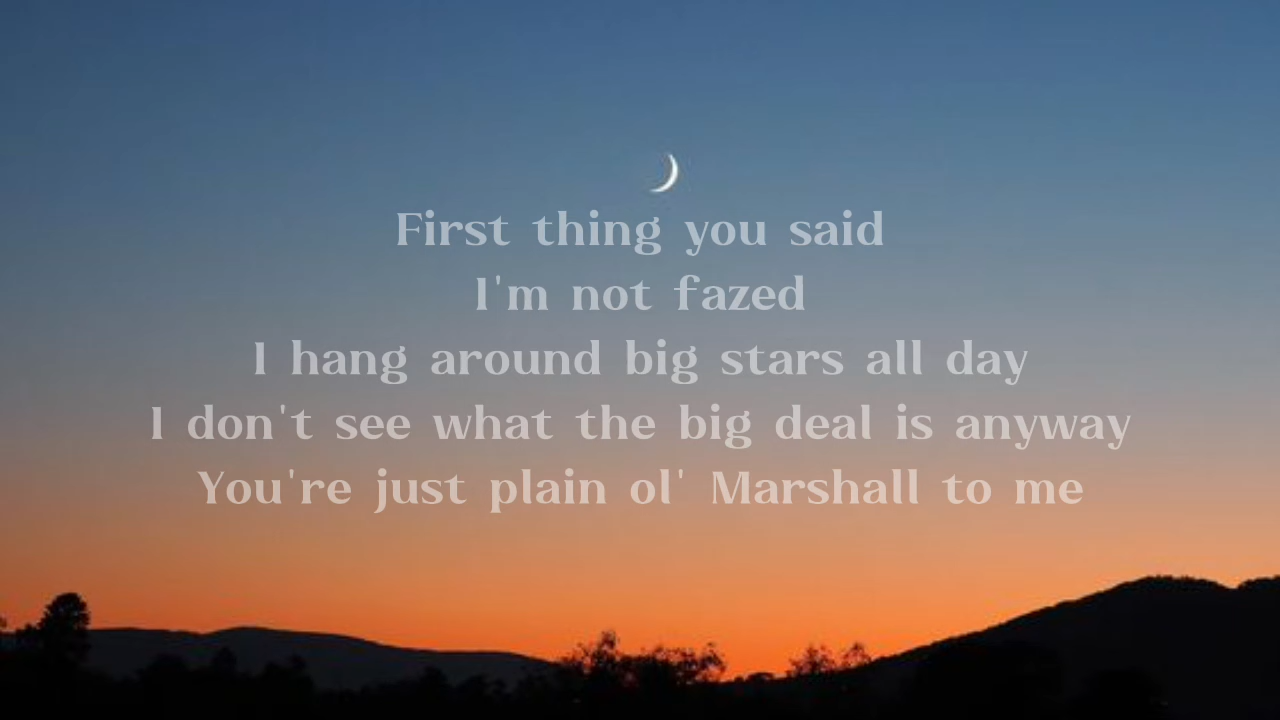 First thing you said
I'm not fazed
I hang around big stars all day
I don't see what the big deal is anyway
You're just plain ol' Marshall to me